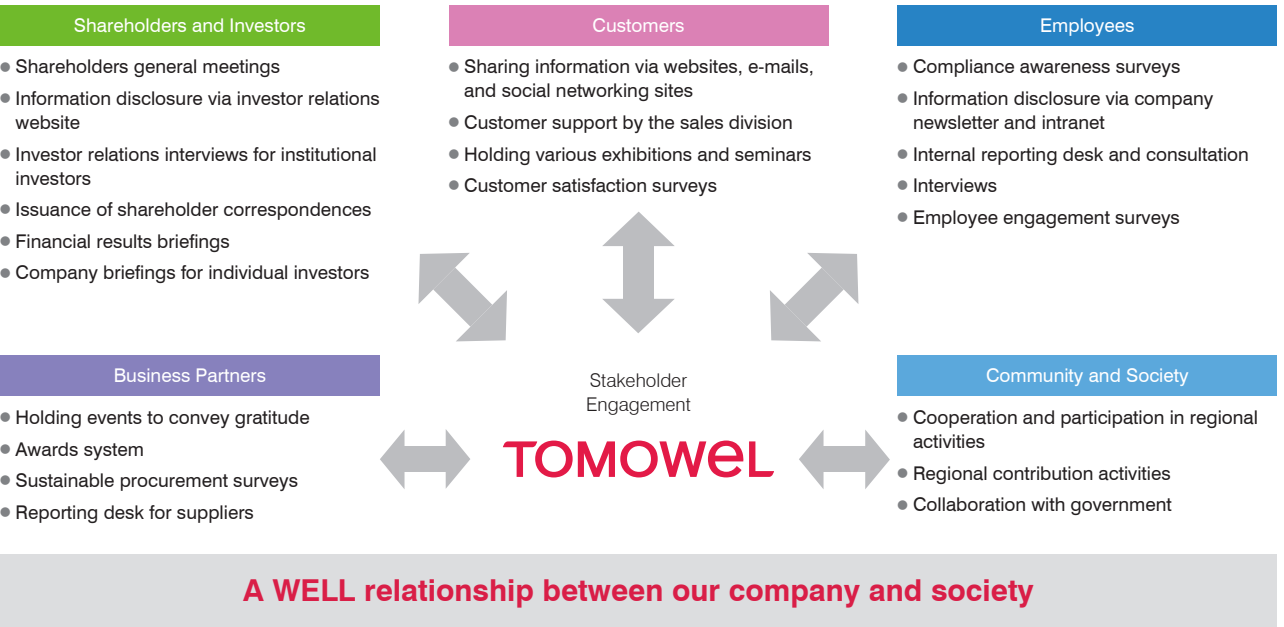 Shareholders and Investors
● Shareholders general meetings
● Information disclosure via investor relations
website
● Investor relations interviews for institutional
investors
● Issuance of shareholder correspondences
● Financial results briefings
● Company briefings for individual investors
Customers
● Sharing information via websites, e-mails,
and social networking sites
● Customer support by the sales division
● Holding various exhibitions and seminars
● Customer satisfaction surveys
Employees
● Compliance awareness surveys
● Information disclosure via company
newsletter and intranet
● Internal reporting desk and consultation
● Interviews
● Employee engagement surveys
Business Partners
● Holding events to convey gratitude
● Awards system
● Sustainable procurement surveys
● Reporting desk for suppliers
Stakeholder
Engagement
TOMOWEL
Community and Society
● Cooperation and participation in regional
activities
● Regional contribution activities
● Collaboration with government
A WELL relationship between our company and society